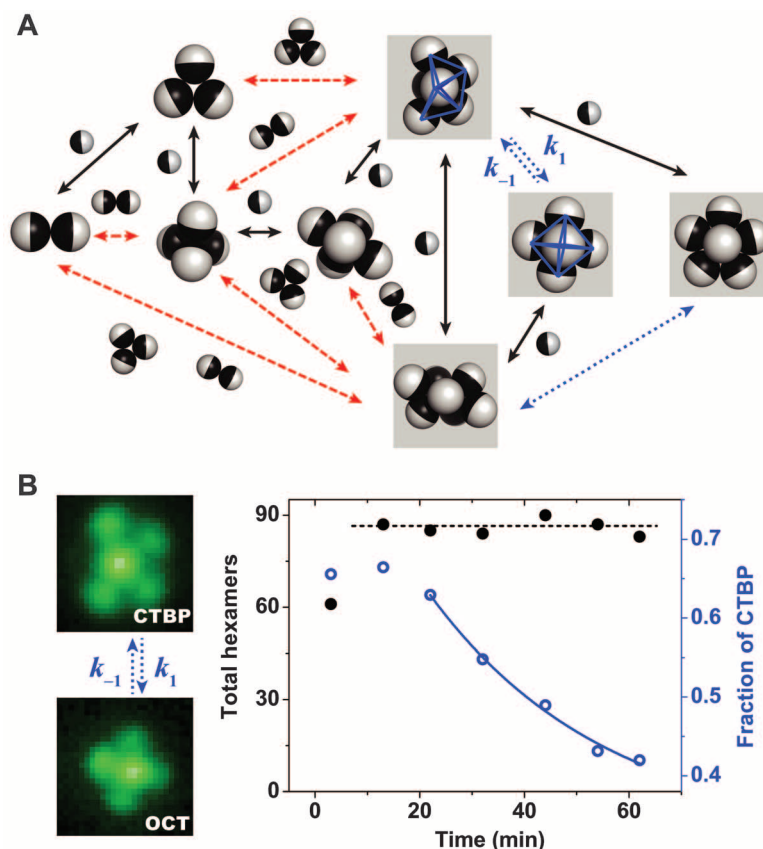 A
k₁
k₋₁
B
CTBP
k₋₁
k₁
OCT
Total hexamers
90
60
30
0
0
20
40
60
Time (min)
0.7
0.6
0.5
0.4
Fraction of CTBP